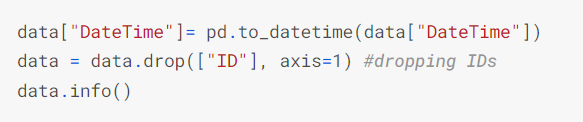 data["DateTime"]= pd.to_datetime(data["DateTime"])
data = data.drop(["ID"], axis=1) #dropping IDs
data.info()